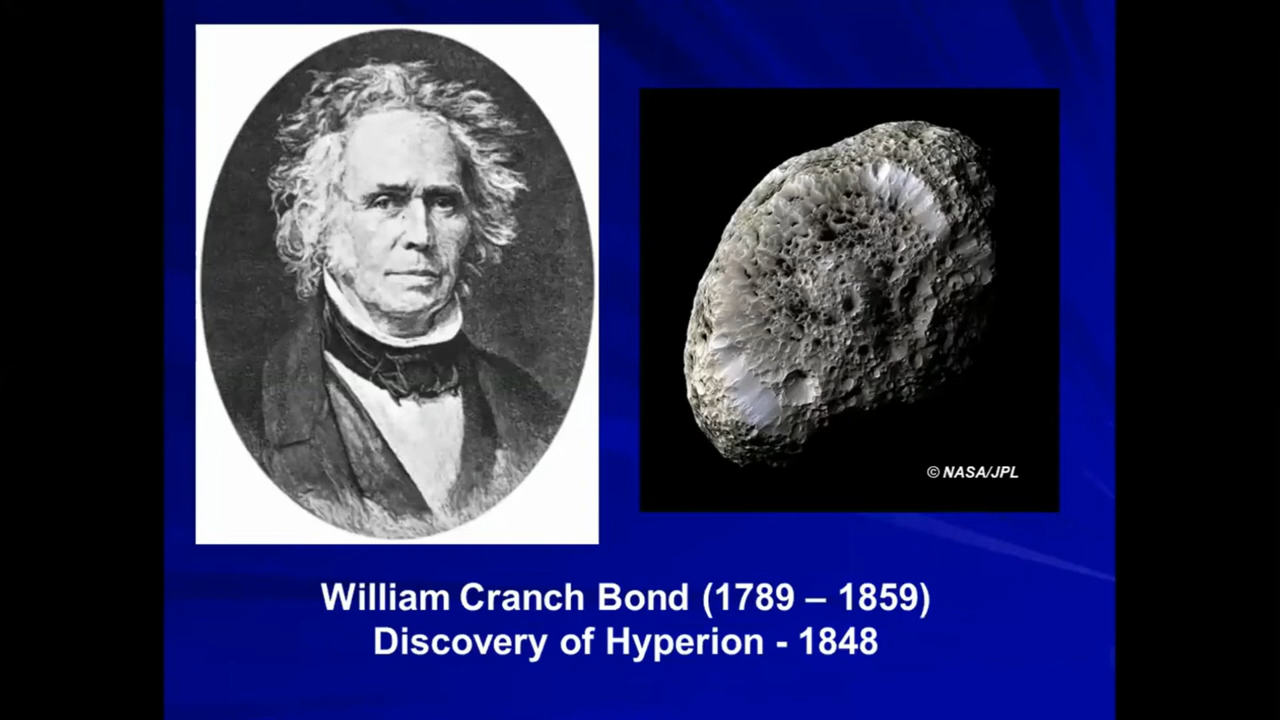 © NASA/JPL
William Cranch Bond (1789 – 1859)
Discovery of Hyperion - 1848